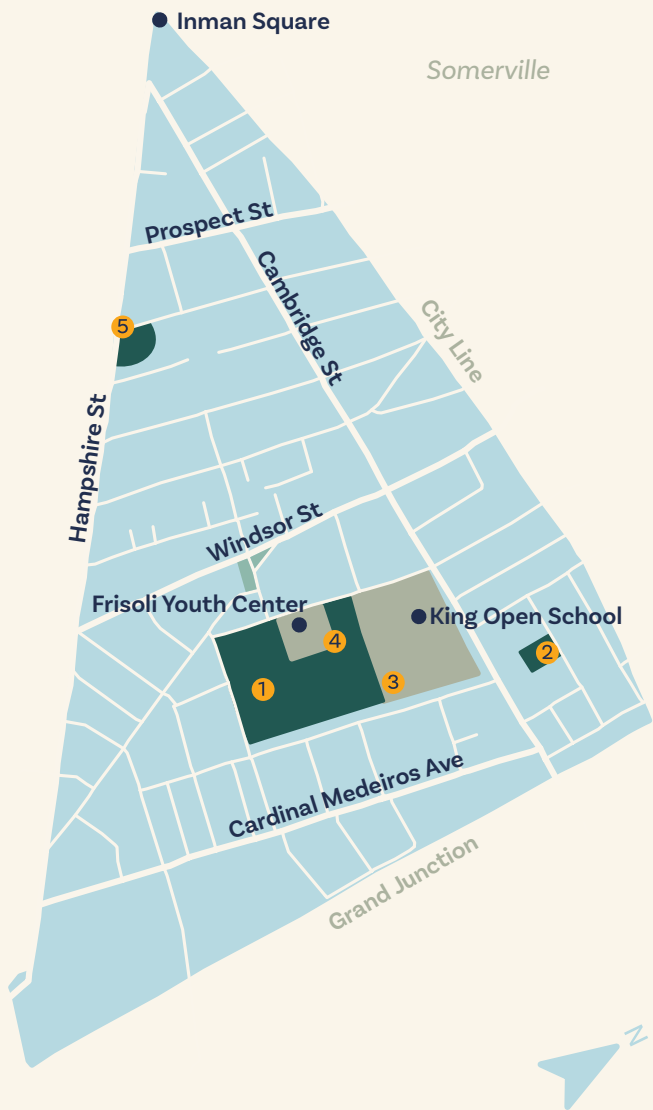 Inman Square
Somerville
Prospect St
Cambridge St
City Line
5
Hampshire St
Windsor St
Frisoli Youth Center
King Open School
4
2
1
3
Cardinal Medeiros Ave
Grand Junction
N